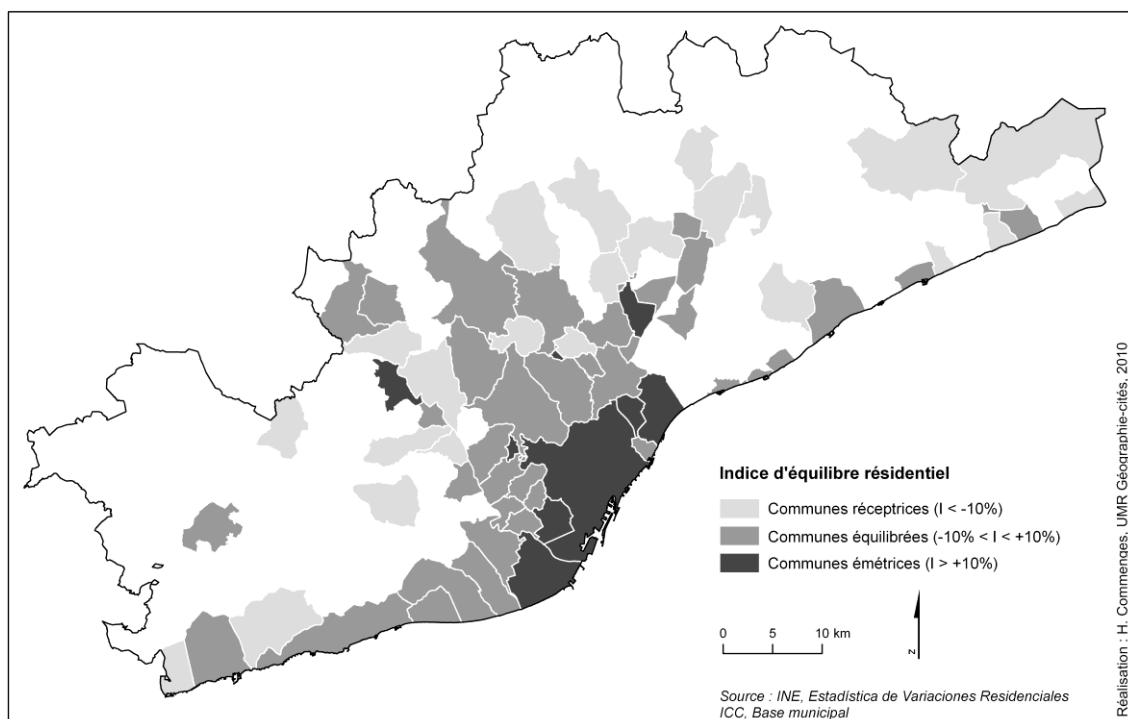 Indice d'équilibre résidentiel
Communes réceptrices (I < -10%)
Communes équilibrées (-10% < I < +10%)
Communes émétrices (I > +10%)
0 5 10 km
N
Source : INE, Estadística de Variaciones Residenciales
ICC, Base municipal
Réalisation : H. Commenges, UMR Géographie-cités, 2010